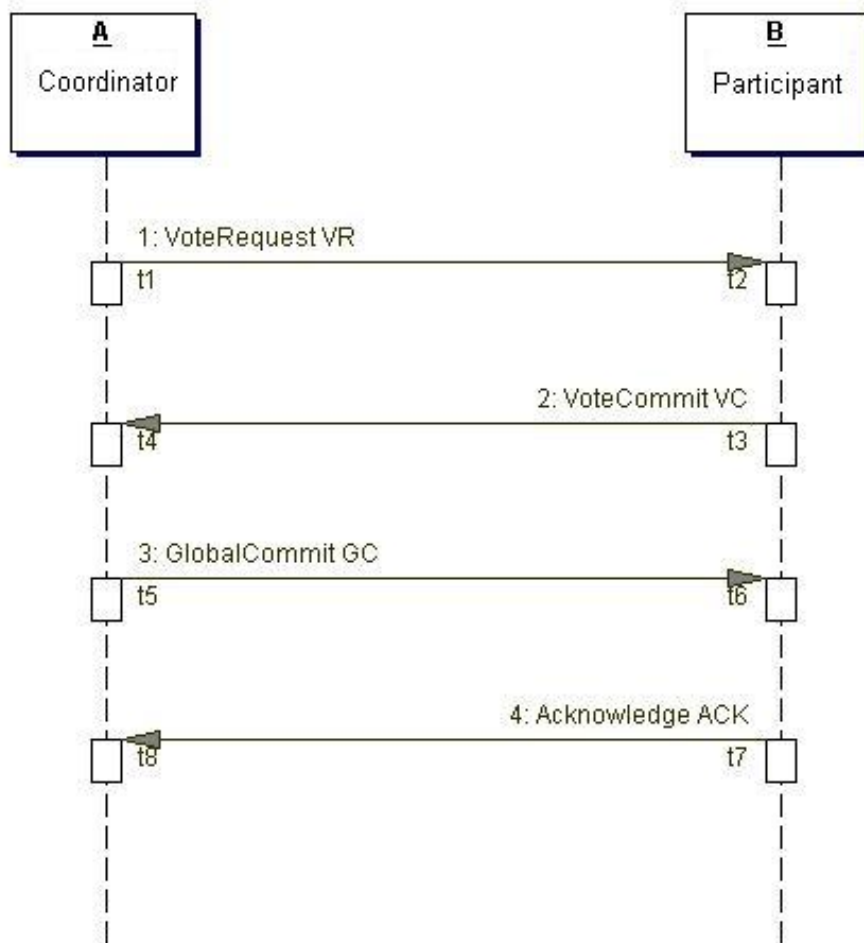 A
Coordinator
B
Participant
1: VoteRequest VR
t1
t2
2: VoteCommit VC
t4
t3
3: GlobalCommit GC
t5
t6
4: Acknowledge ACK
t8
t7